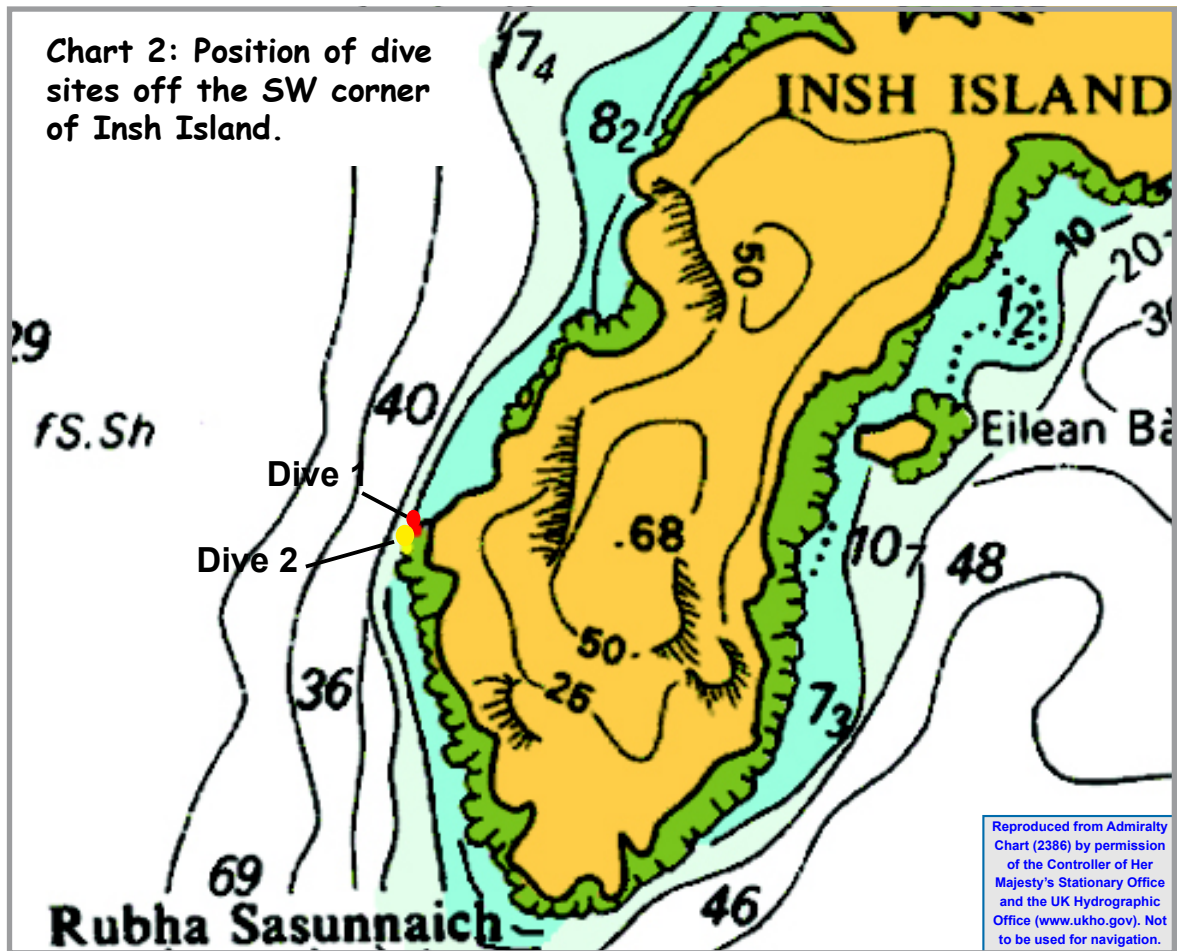 Chart 2: Position of dive
sites off the SW corner
of Insh Island.
17₄
INSH ISLAND
8₂
10
20
50
1₂
29
40
fS.Sh
Eilean
Dive 1
.68
10₇
48
Dive 2
50
36
25
7₃
69
46
Rubha Sasunnaich
Reproduced from Admiralty
Chart (2386) by permission
of the Controller of Her
Majesty's Stationary Office
and the UK Hydrographic
Office (www.ukho.gov). Not
to be used for navigation.